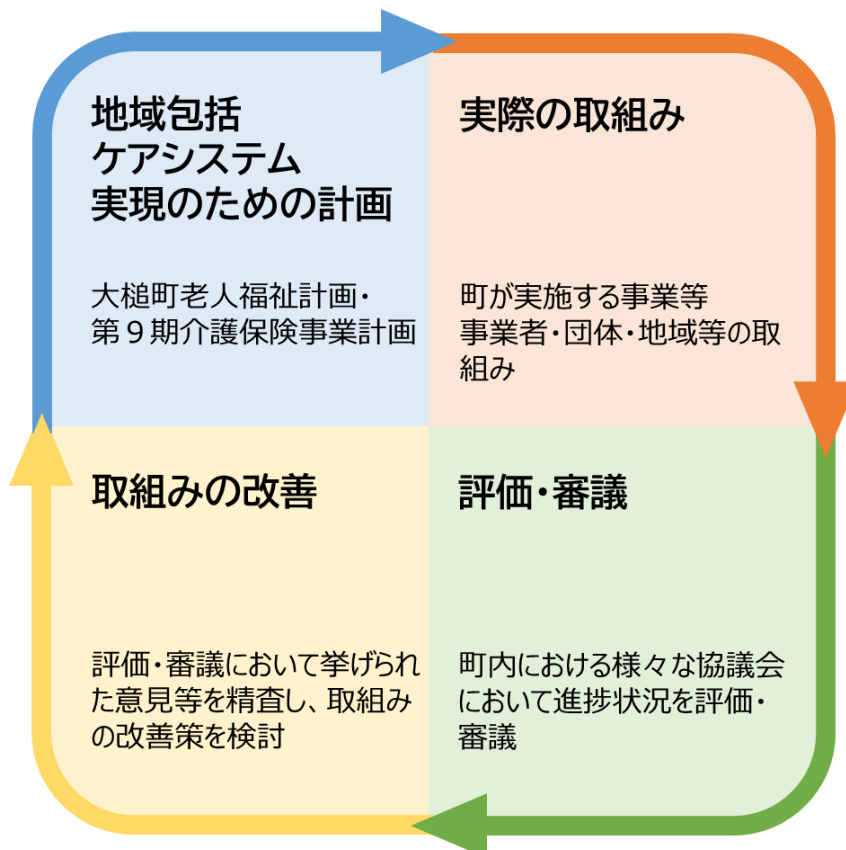 地域包括
ケアシステム
実現のための計画
大槌町老人福祉計画・
第９期介護保険事業計画
実際の取組み
町が実施する事業等
事業者・団体・地域等の取
組み
取組みの改善
評価・審議において挙げられ
た意見等を精査し、取組み
の改善策を検討
評価・審議
町内における様々な協議会
において進捗状況を評価・
審議